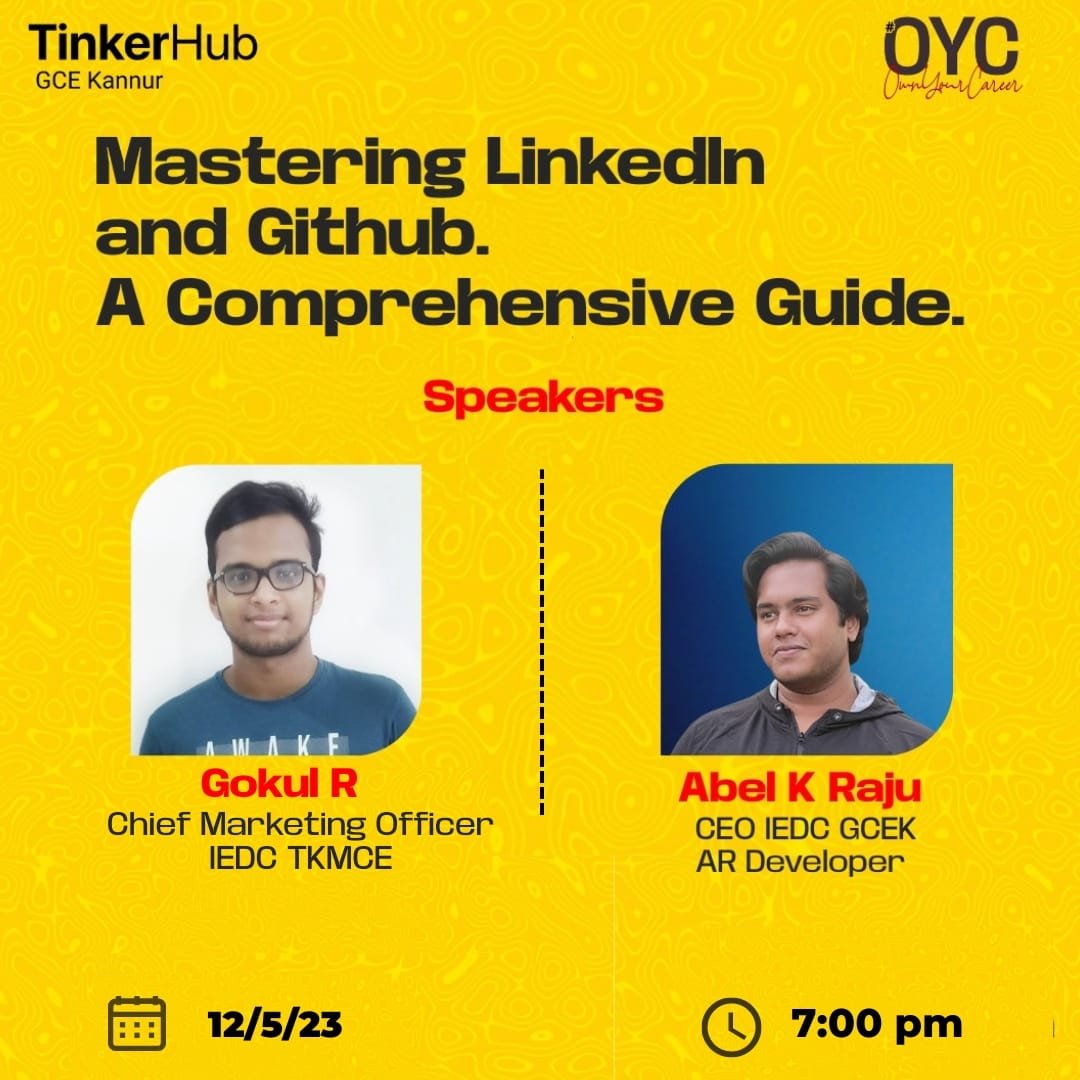 TinkerHub
GCE Kannur
#OYC
OwnYourCareer
Mastering LinkedIn
and Github.
A Comprehensive Guide.
Speakers
AWAKE
Gokul R
Chief Marketing Officer
IEDC TKMCE
Abel K Raju
CEO IEDC GCEK
AR Developer
12/5/23
7:00 pm